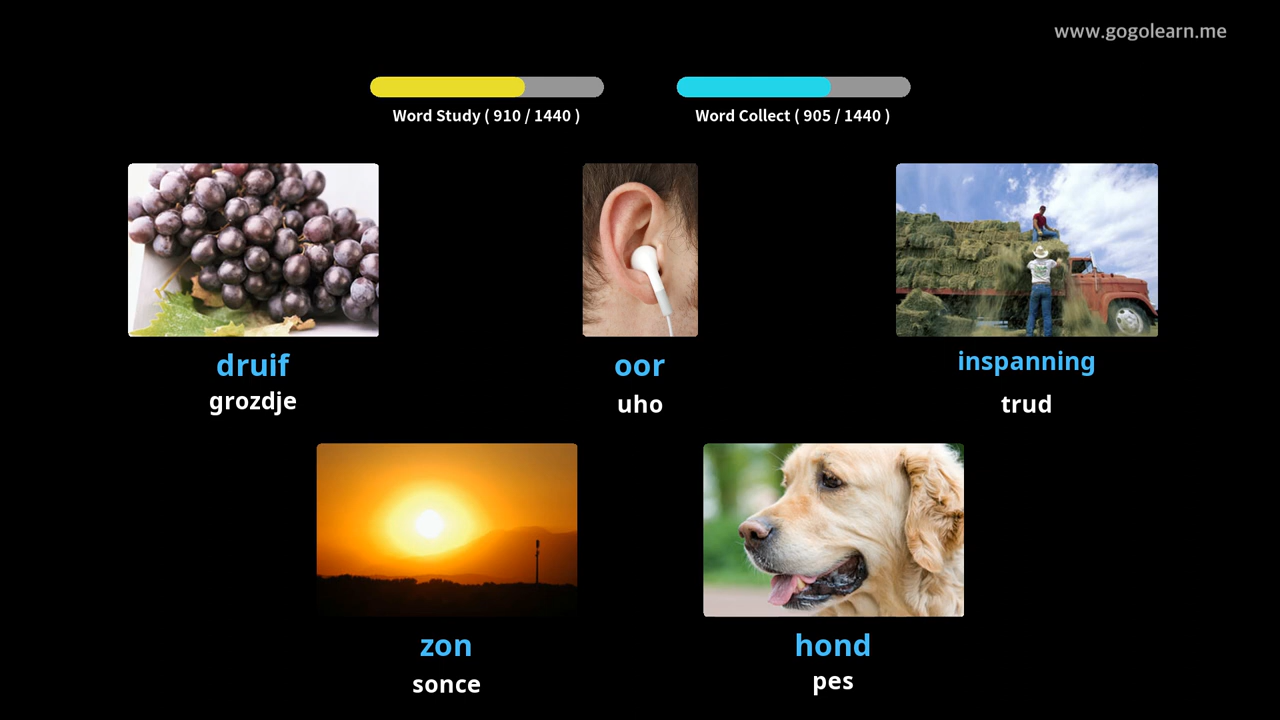 www.gogolearn.me
Word Study ( 910 / 1440 )
Word Collect ( 905 / 1440 )
druif
grozdje
oor
uho
inspanning
trud
zon
sonce
hond
pes